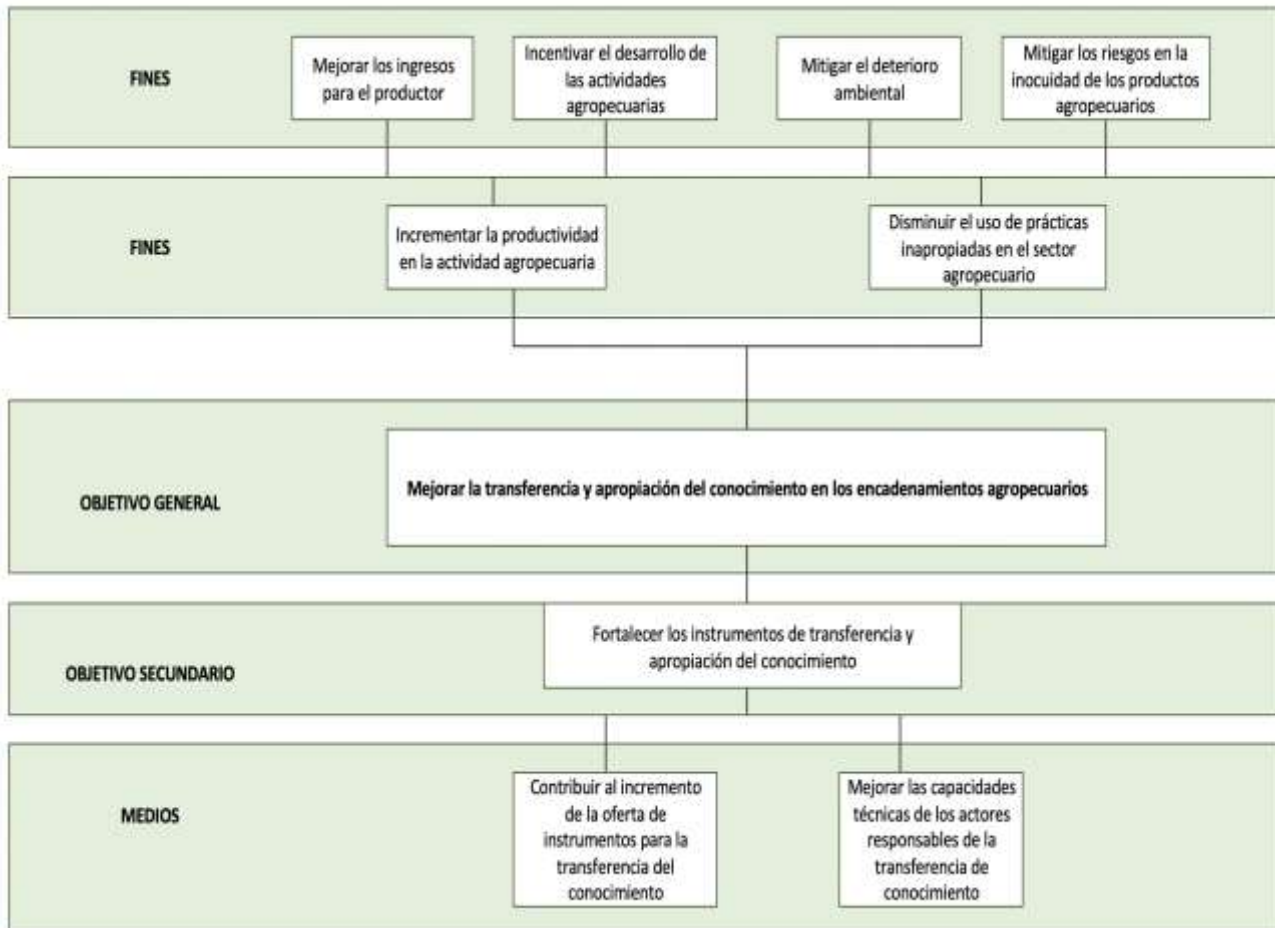 FINES
Mejorar los ingresos
para el productor
Incentivar el desarrollo de
las actividades
agropecuarias
Mitigar el deterioro
ambiental
Mitigar los riesgos en la
inocuidad de los productos
agropecuarios
FINES
Incrementar la productividad
en la actividad agropecuaria
Disminuir el uso de prácticas
inapropiadas en el sector
agropecuario
OBJETIVO GENERAL
Mejorar la transferencia y apropiación del conocimiento en los encadenamientos agropecuarios
OBJETIVO SECUNDARIO
Fortalecer los instrumentos de transferencia y
apropiación del conocimiento
MEDIOS
Contribuir al incremento
de la oferta de
instrumentos para la
transferencia del
conocimiento
Mejorar las capacidades
técnicas de los actores
responsables de la
transferencia de
conocimiento